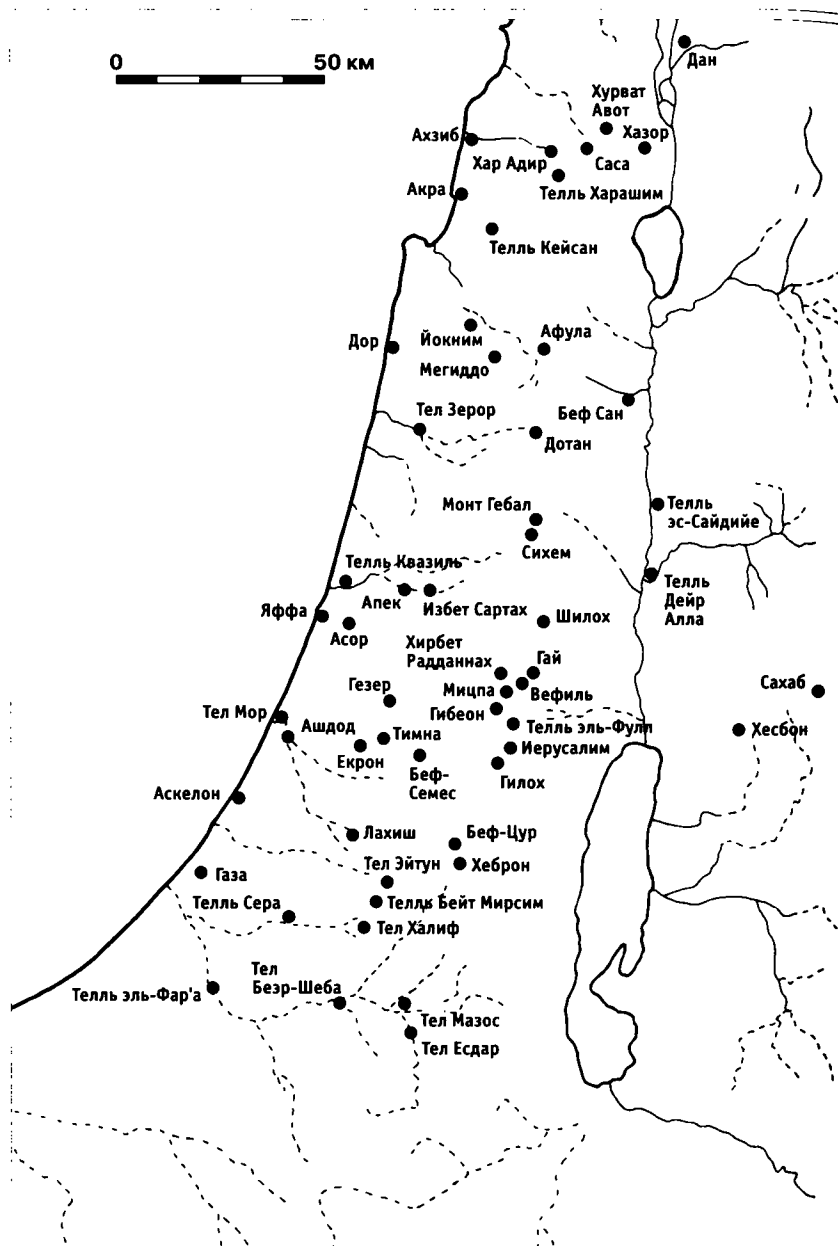 0 50 км
Дан
Хурват
Авот
Хазор
Ахзиб
Хар Адир
Саса
Телль Харашим
Акра
Телль Кейсан
Йокним
Афула
Дор
Мегиддо
Тел Зерор
Беф Сан
Дотан
Монт Гебал
Телль
эс-Сайдийе
Сихем
Телль Квазиль
Апек
Избет Сартах
Телль
Дейр
Алла
Яффа
Асор
Шилох
Хирбет
Радданнах
Гай
Гезер
Мицпа
Вефиль
Сахаб
Тел Мор
Гибеон
Ашдод
Тимна
Телль эль-Фулл
Хесбон
Екрон
Иерусалим
Беф-
Семес
Гилох
Аскелон
Лахиш
Беф-Цур
Тел Эйтун
Хеброн
Газа
Телль Сера
Телль Бейт Мирсим
Тел Халиф
Тел
Беэр-Шеба
Телль эль-Фар'а
Тел Мазос
Тел Есдар